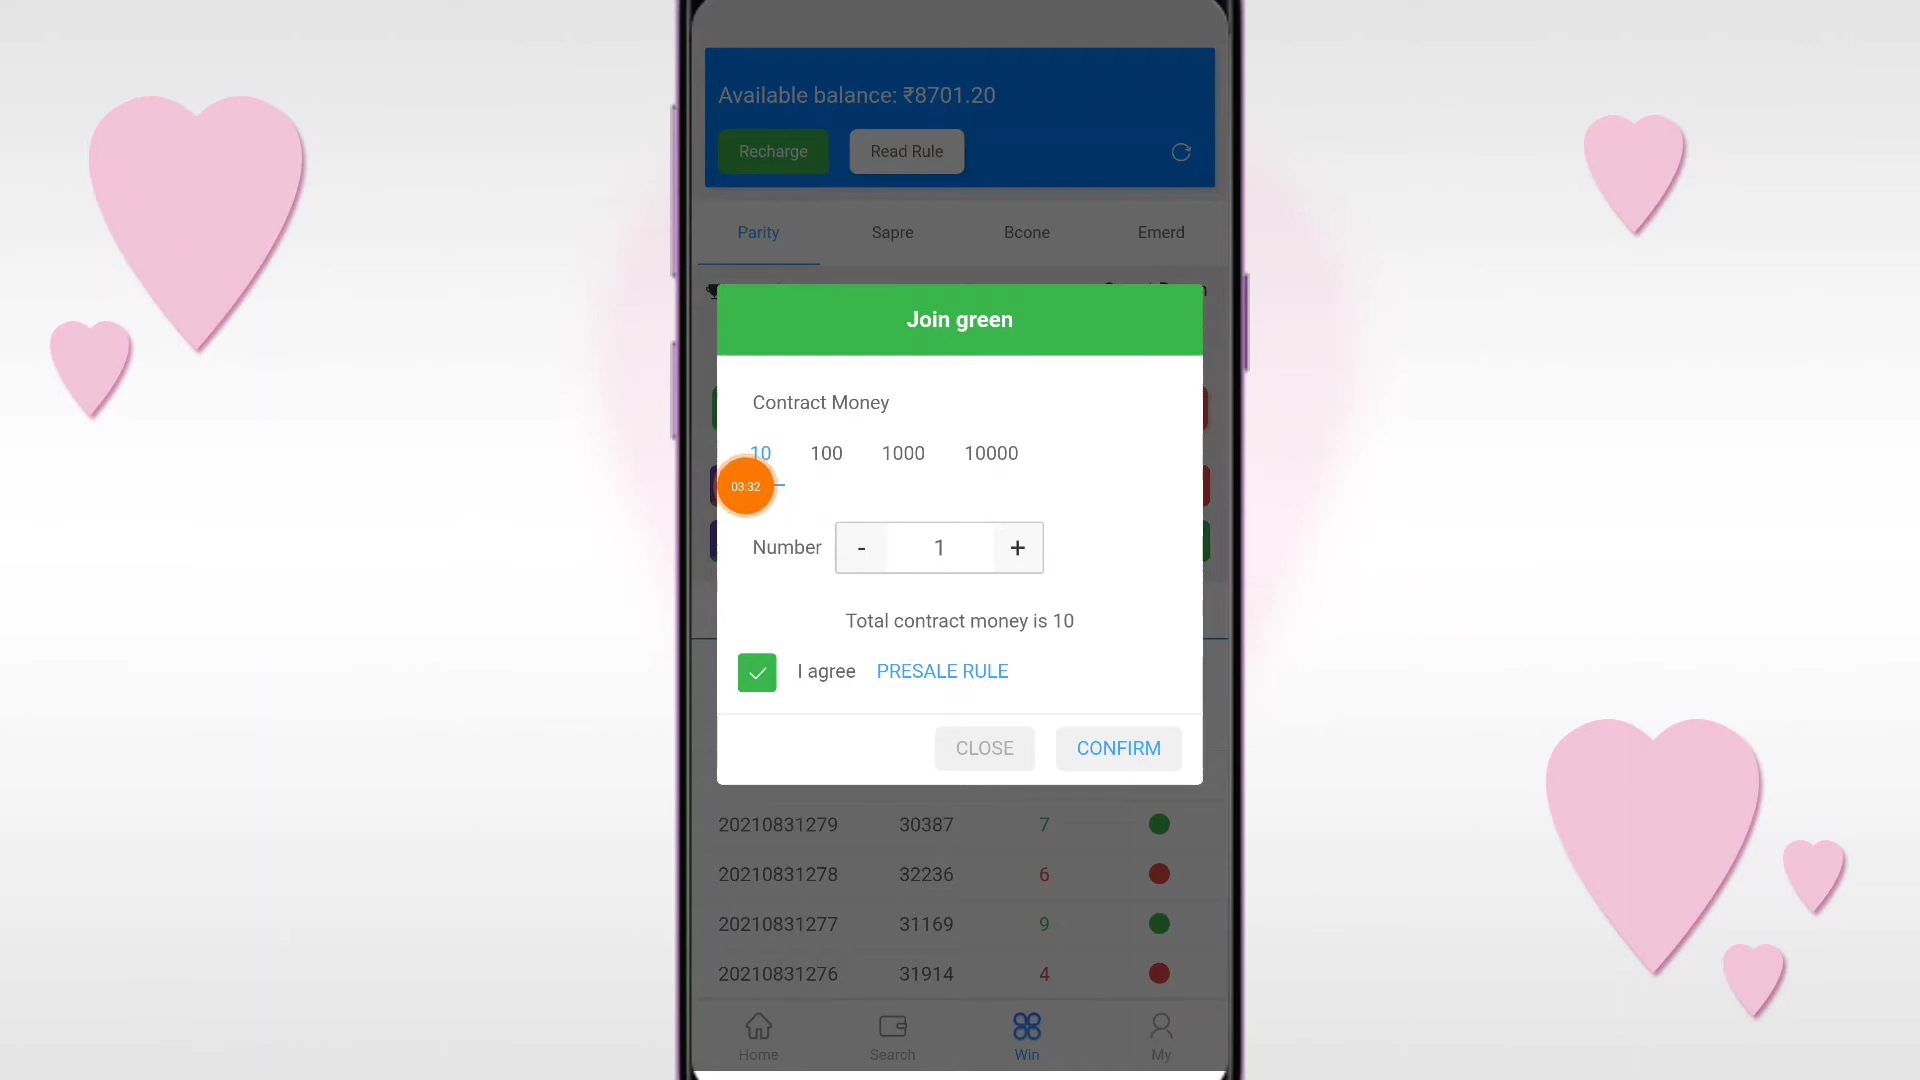 Available balance: ₹8701.20
Recharge Read Rule
Parity Sapre Bcone Emerd
Join green
Contract Money
10 100 1000 10000
03:32
Number - 1 +
Total contract money is 10
I agree PRESALE RULE
CLOSE CONFIRM
20210831279 30387 7
20210831278 32236 6
20210831277 31169 9
20210831276 31914 4
Home Search Win My